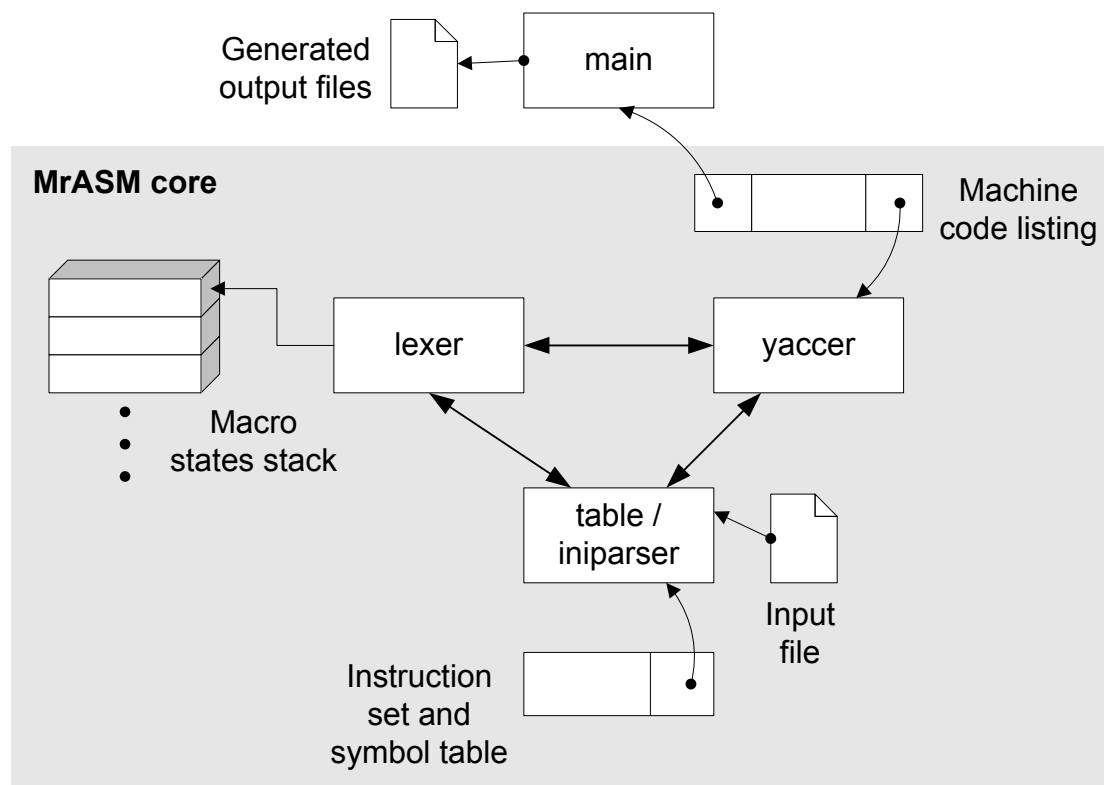 Generated
output files
main
MrASM core
Machine
code listing
lexer
yaccer
Macro
states stack
table /
iniparser
Input
file
Instruction
set and
symbol table